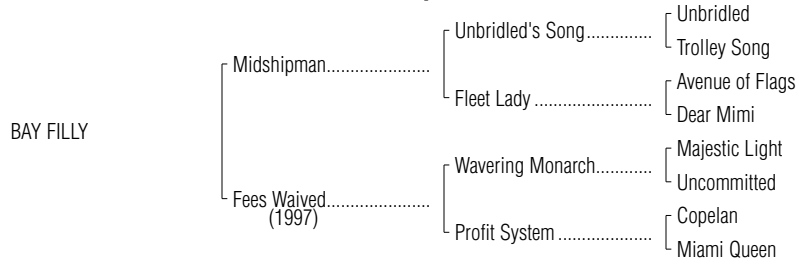 Unbridled
Unbridled's Song..............
Trolley Song
Midshipman......................
Avenue of Flags
Fleet Lady ..................
Dear Mimi
BAY FILLY
Majestic Light
Wavering Monarch............
Uncommitted
Fees Waived......................
(1997)
Copelan
Profit System ..................
Miami Queen